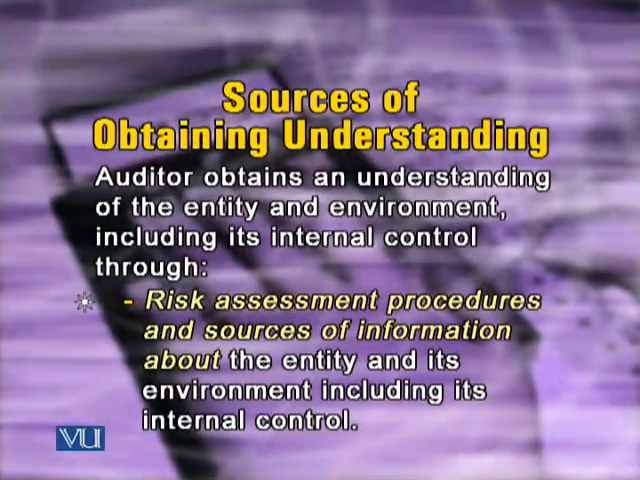 Sources of
Obtaining Understanding
Auditor obtains an understanding
of the entity and environment,
including its internal control
through:
- Risk assessment procedures
and sources of information
about the entity and its
environment including its
internal control.
VU